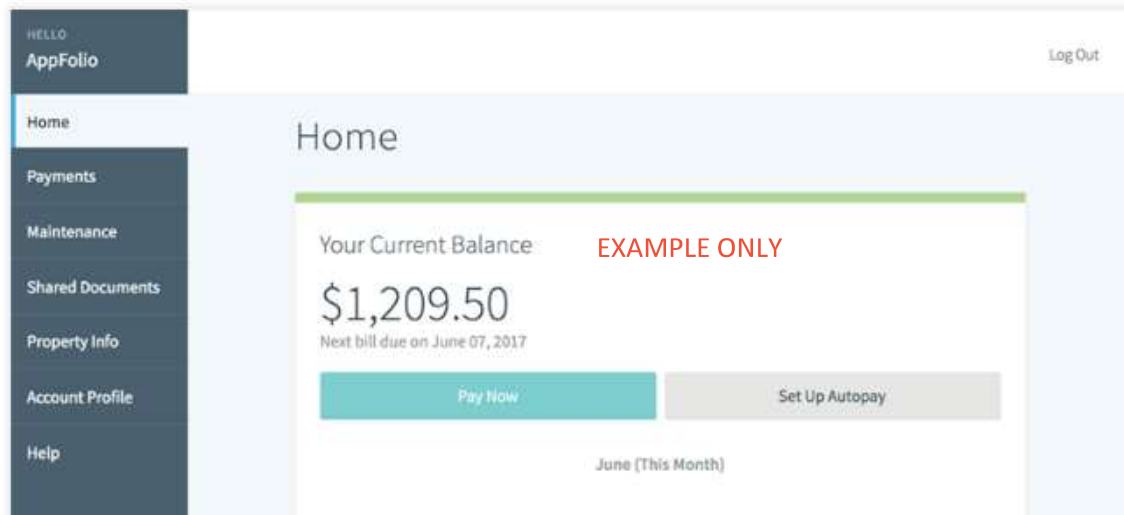 HELLO
AppFolio
Log Out
Home
Payments
Maintenance
Shared Documents
Property Info
Account Profile
Help
Home
Your Current Balance
EXAMPLE ONLY
$1,209.50
Next bill due on June 07, 2017
Pay Now
Set Up Autopay
June (This Month)